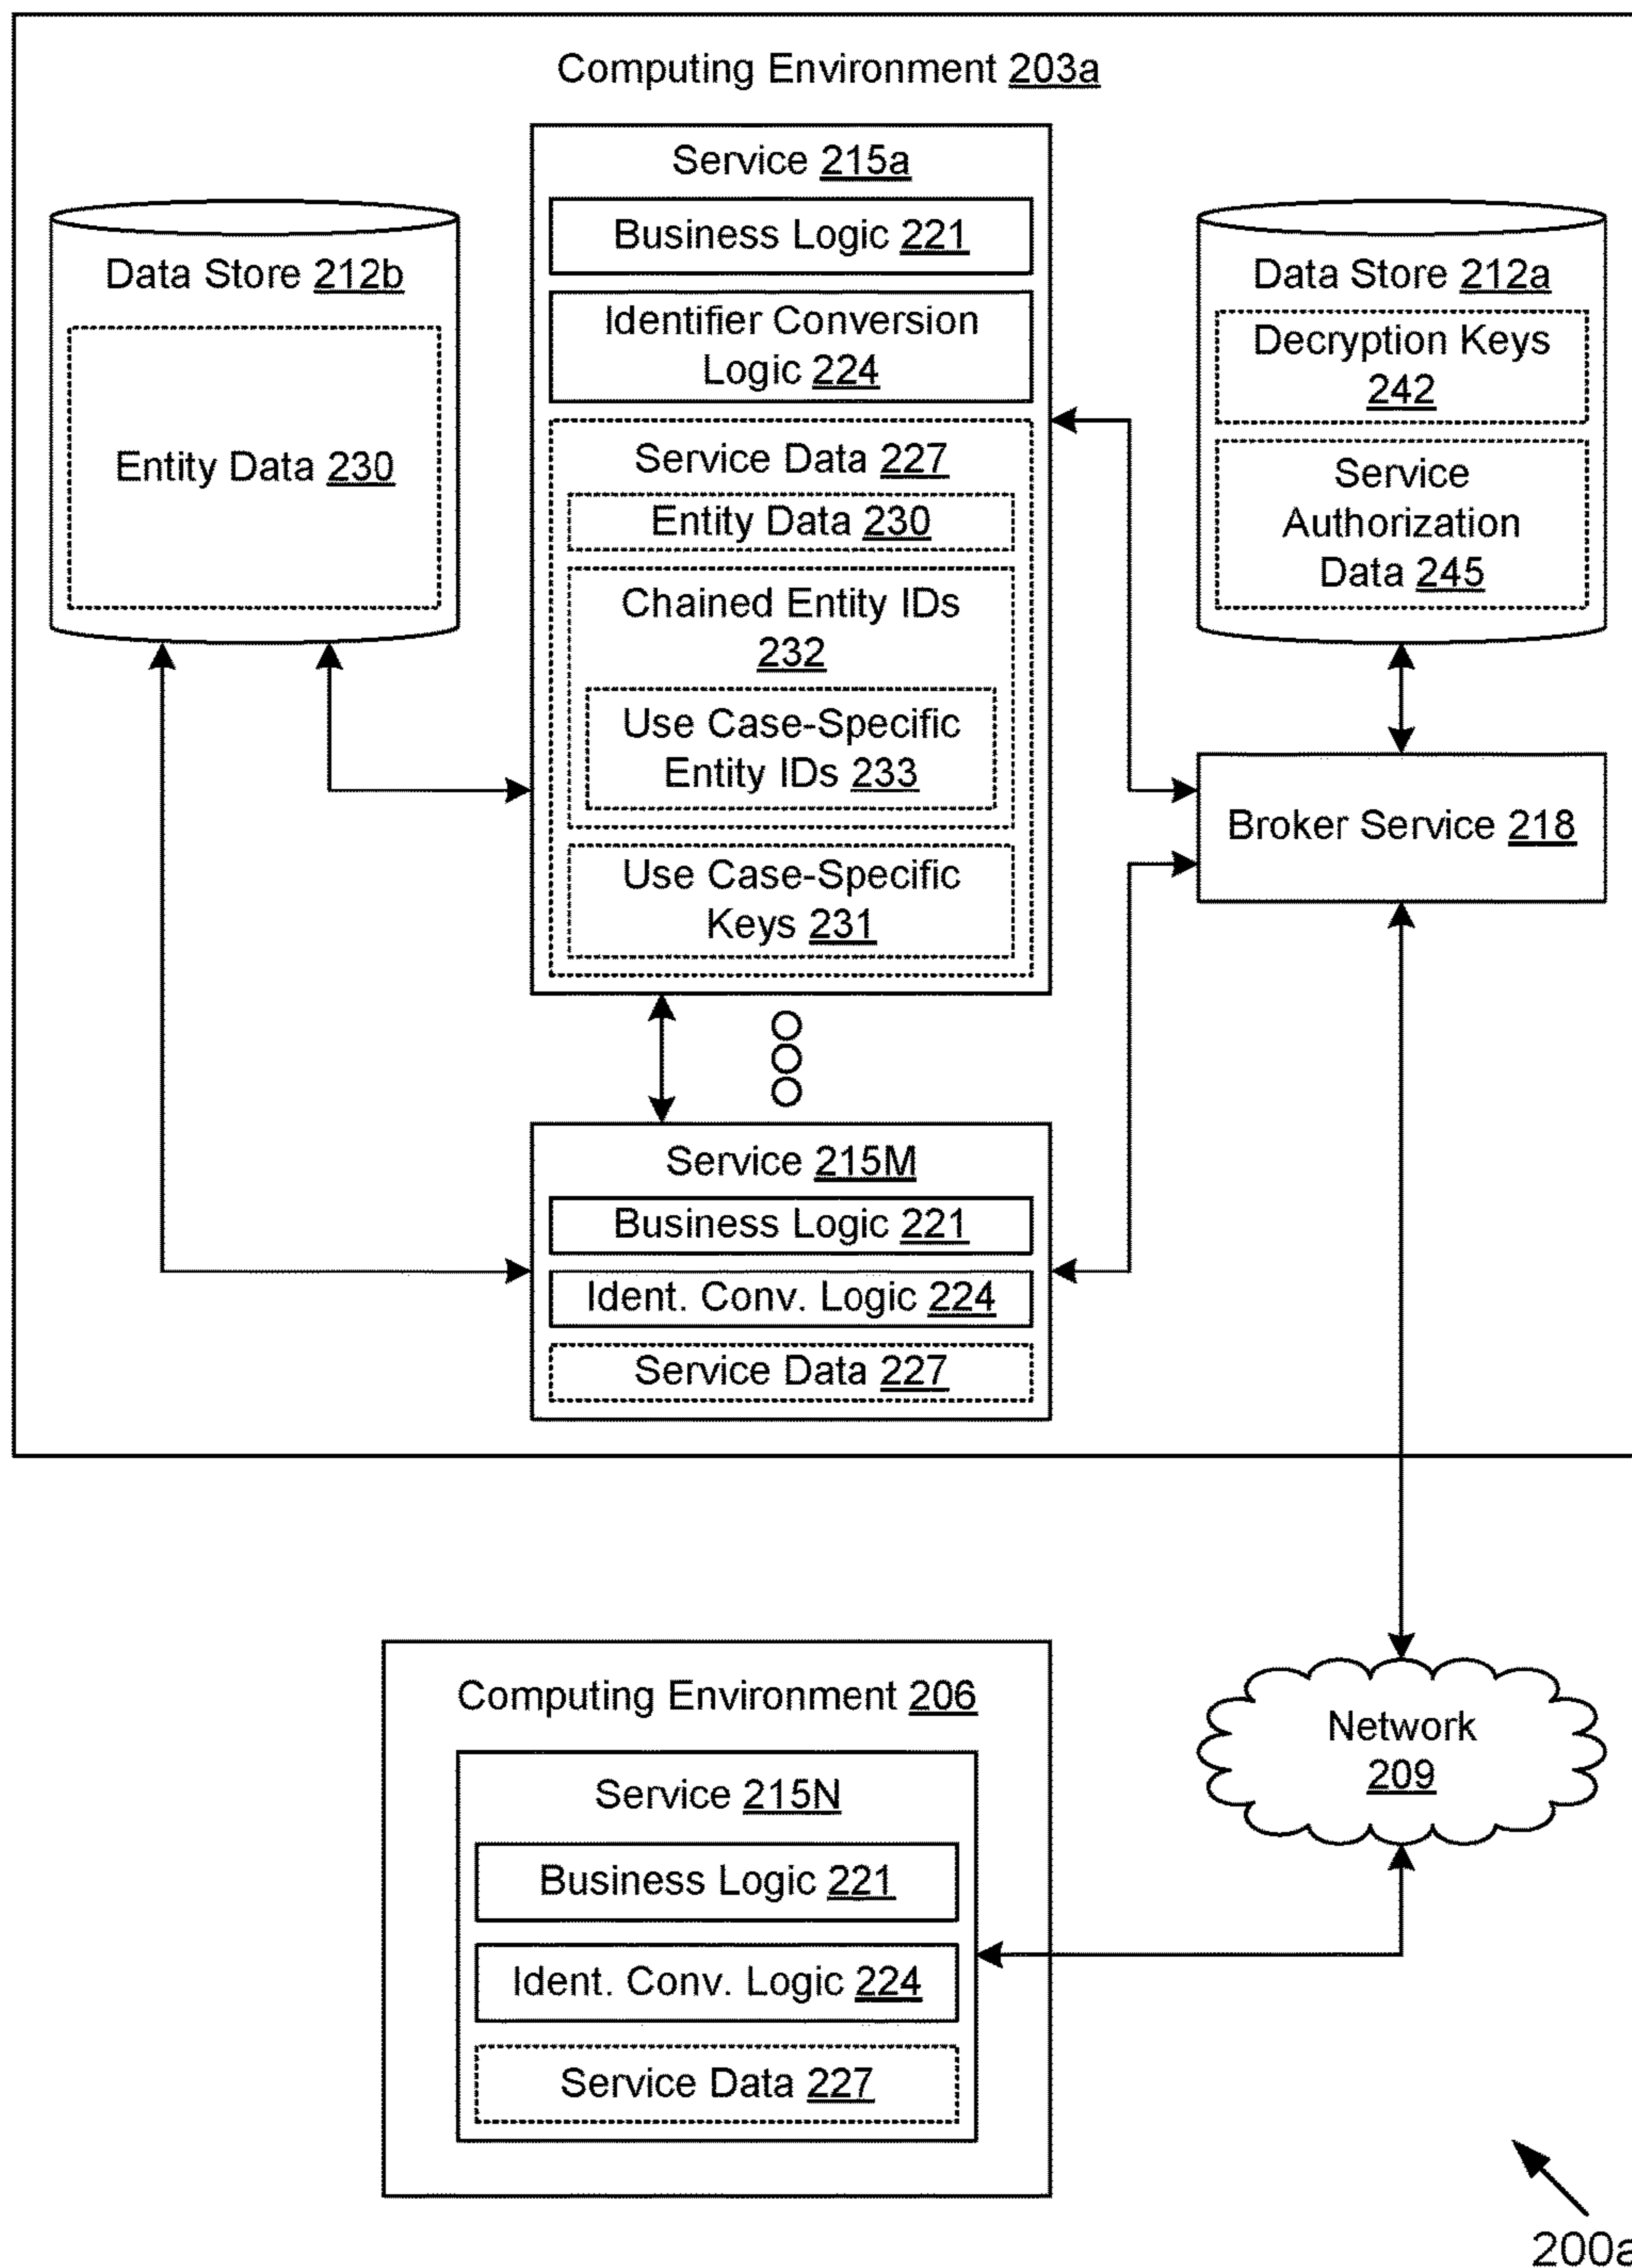 Computing Environment 203a
Service 215a
Business Logic 221
Identifier Conversion
Logic 224
Service Data 227
Entity Data 230
Chained Entity IDs
232
Use Case-Specific
Entity IDs 233
Use Case-Specific
Keys 231
Data Store 212b
Entity Data 230
Data Store 212a
Decryption Keys
242
Service
Authorization
Data 245
Broker Service 218
Service 215M
Business Logic 221
Ident. Conv. Logic 224
Service Data 227
Computing Environment 206
Service 215N
Business Logic 221
Ident. Conv. Logic 224
Service Data 227
Network
209
200a